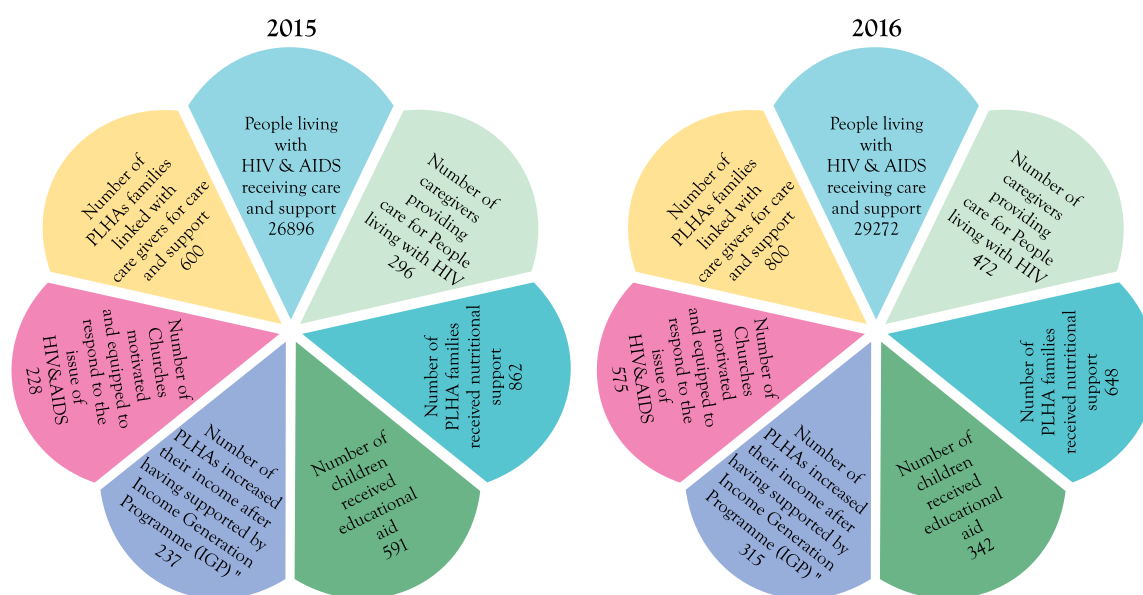 2015
People living
with
HIV & AIDS
receiving care
and support
26896
Number of
caregivers
providing
care for People
living with HIV
296
Number of
PLHA families
received nutritional
support
862
Number of
children
received
educational
aid
591
Number of
PLHAs increased
their income after
having supported by
Income Generation
Programme (IGP) "
237
Number of
Churches
motivated
and equipped to
respond to the
issue of
HIV&AIDS
228
Number of
PLHAs families
linked with
care givers for care
and support
600
2016
People living
with
HIV & AIDS
receiving care
and support
29272
Number of
caregivers
providing
care for People
living with HIV
472
Number of
PLHA families
received nutritional
support
648
Number of
children
received
educational
aid
342
Number of
PLHAs increased
their income after
having supported by
Income Generation
Programme (IGP) "
315
Number of
Churches
motivated
and equipped to
respond to the
issue of
HIV&AIDS
575
Number of
PLHAs families
linked with
care givers for care
and support
800